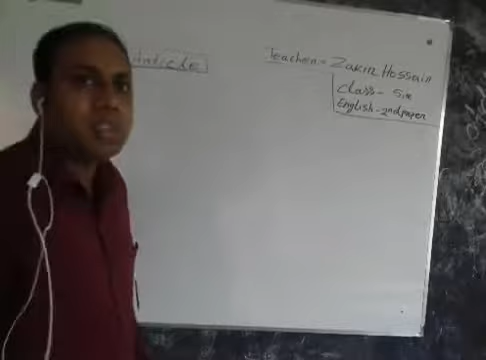 Article
Teacher= Zakir Hossain
Class- Six
English-2nd paper